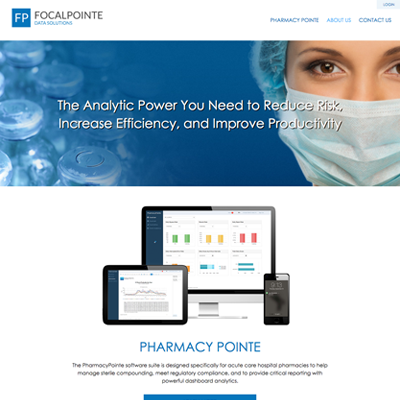 LOGIN
FP FOCALPOINTE
DATA SOLUTIONS
PHARMACY POINTE ABOUT US CONTACT US
The Analytic Power You Need to Reduce Risk,
Increase Efficiency, and Improve Productivity
PHARMACY POINTE
The PharmacyPointe software suite is designed specifically for acute care hospital pharmacies to help
manage sterile compounding, meet regulatory compliance, and to provide critical reporting with
powerful dashboard analytics.